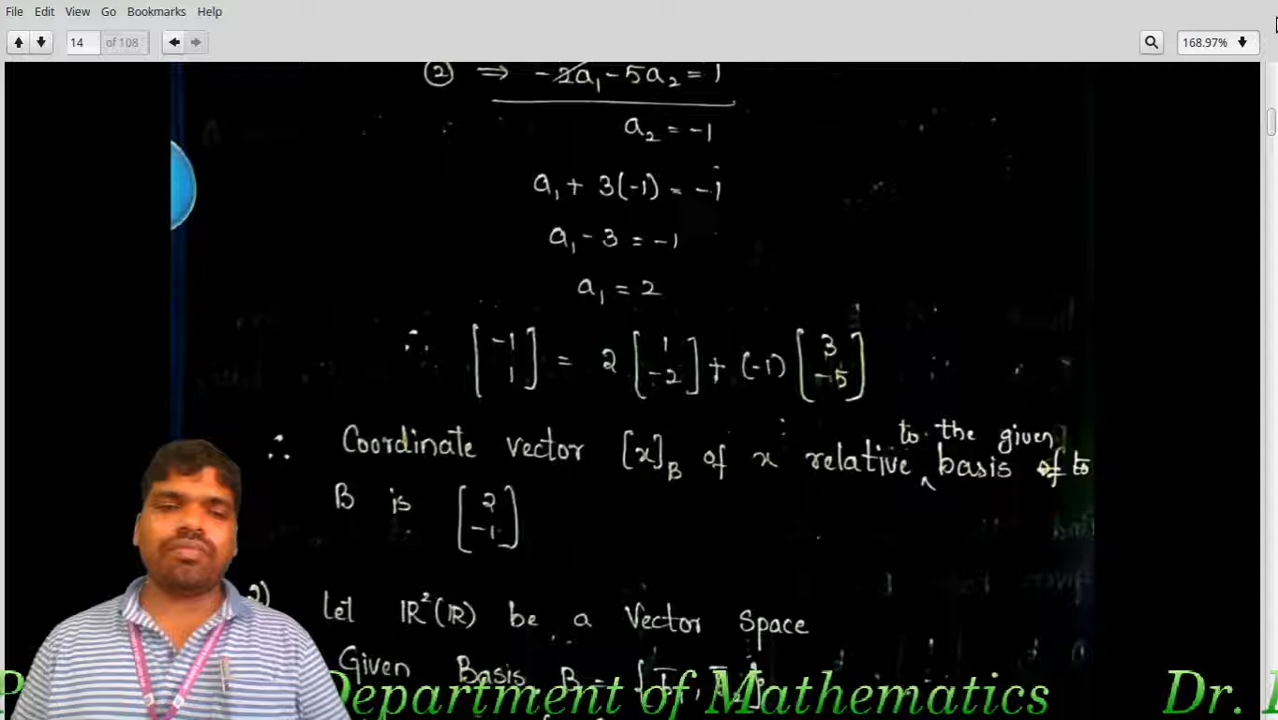 File Edit View Go Bookmarks Help
14 of 108 168.97%
② ⇒ -2a₁ - 5a₂ = 1
a₂ = -1
a₁ + 3(-1) = -1
a₁ - 3 = -1
a₁ = 2
∴ [-1 1] = 2 [1 -2] + (-1) [3 -5]
∴ Coordinate vector [x]_B of x relative to the given basis
B is [2 -1]
2) Let ℝ²(ℝ) be a Vector Space
Given Basis B =
Department of Mathematics Dr.